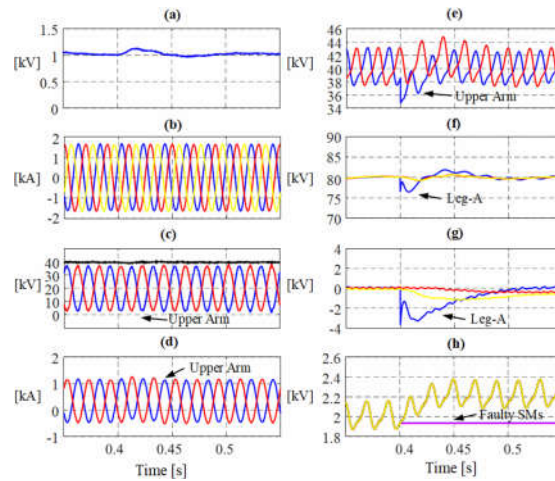 (a)
1.5
[kV] 1
0.5
0
(b)
2
1
[kA] 0
-1
-2
(c)
40
30
[kV] 20
10
0
Upper Arm
(d)
2
Upper Arm
[kA] 1
0
-1
0.4 0.45 0.5
Time [s]
(e)
46
44
[kV] 42
40
38
36
34
Upper Arm
(f)
90
85
[kV] 80
75
70
Leg-A
(g)
4
2
[kV] 0
-2
-4
Leg-A
(h)
2.6
2.4
[kV] 2.2
2
1.8
Faulty SMs
0.4 0.45 0.5
Time [s]